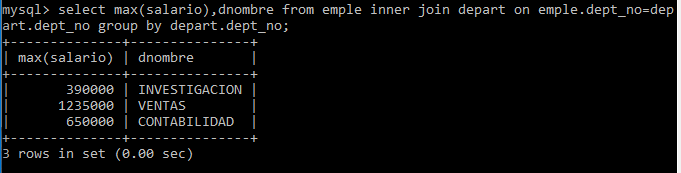 mysql> select max(salario),dnombre from emple inner join depart on emple.dept_no=dep
art.dept_no group by depart.dept_no;
+--------------+---------------+
| max(salario) | dnombre       |
+--------------+---------------+
|       390000 | INVESTIGACION |
|      1235000 | VENTAS        |
|       650000 | CONTABILIDAD  |
+--------------+---------------+
3 rows in set (0.00 sec)